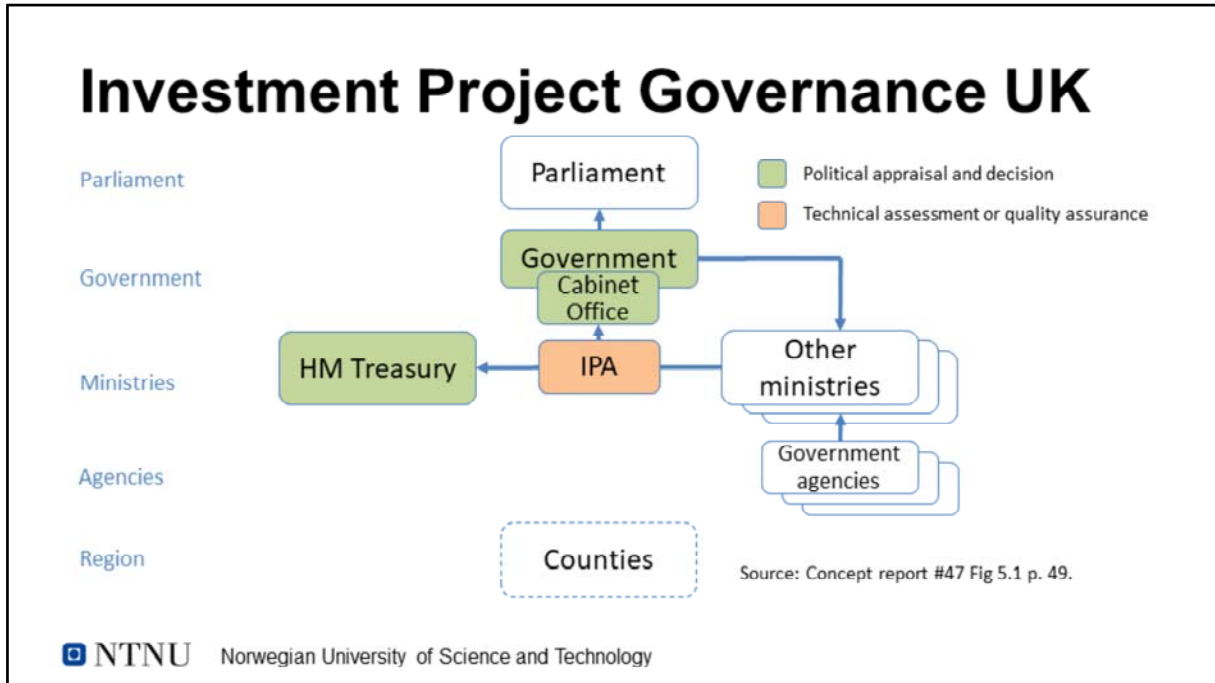 Investment Project Governance UK
Parliament
Parliament
Political appraisal and decision
Technical assessment or quality assurance
Government
Government
Cabinet
Office
Ministries
HM Treasury
IPA
Other
ministries
Agencies
Government
agencies
Region
Counties
Source: Concept report #47 Fig 5.1 p. 49.
NTNU Norwegian University of Science and Technology